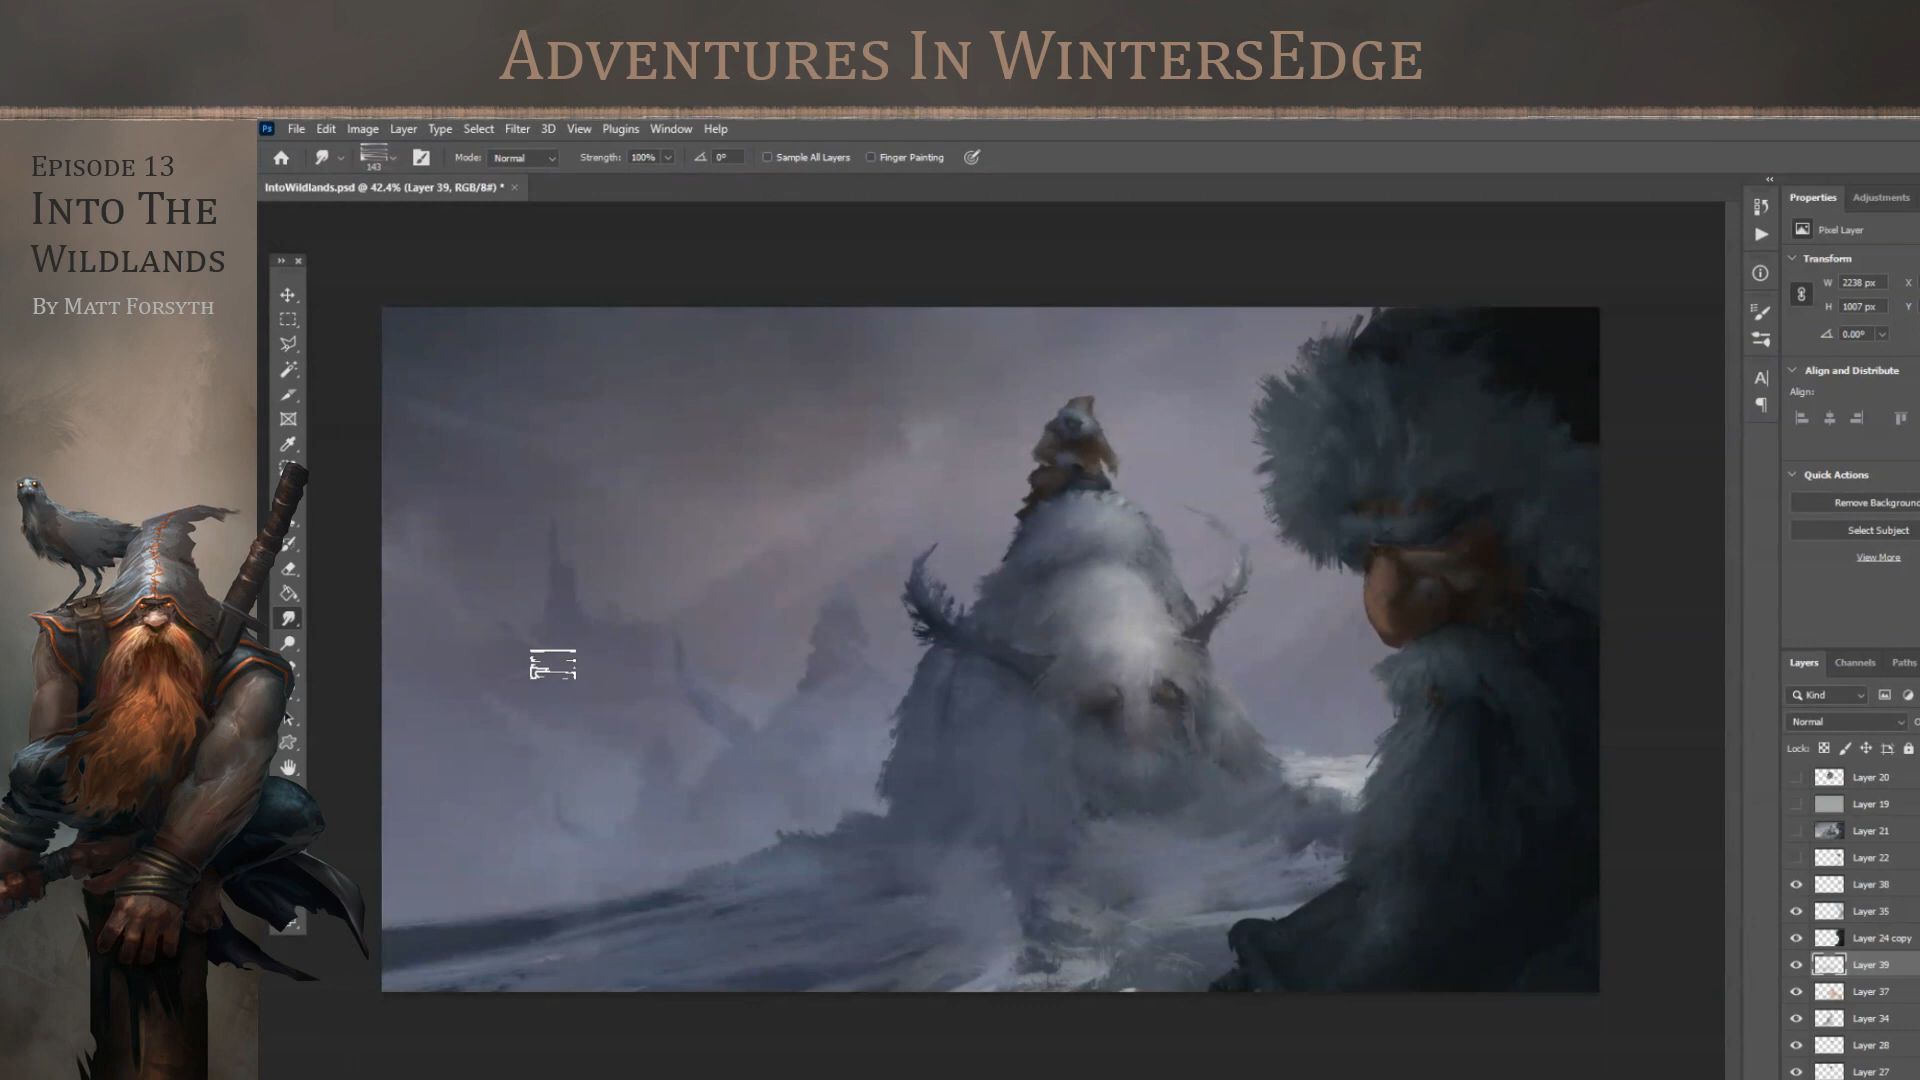 Adventures In WintersEdge
Episode 13
Into The
Wildlands
By Matt Forsyth
Ps File Edit Image Layer Type Select Filter 3D View Plugins Window Help
143 Mode: Normal Strength: 100% 0° Sample All Layers Finger Painting
IntoWildlands.psd @ 42.4% (Layer 39, RGB/8#) * ×
Properties Adjustments
Pixel Layer
Transform
W 2238 px X
H 1007 px Y
0.00°
Align and Distribute
Align:
Quick Actions
Remove Background
Select Subject
View More
Layers Channels Paths
Kind
Normal
Lock:
Layer 20
Layer 19
Layer 21
Layer 22
Layer 38
Layer 35
Layer 24 copy
Layer 39
Layer 37
Layer 34
Layer 28
Layer 27